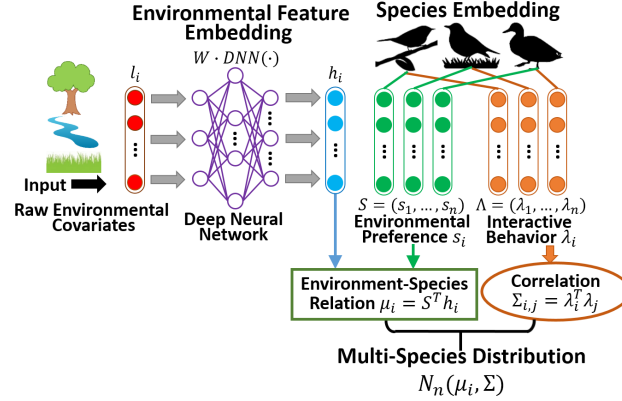 Environmental Feature
Embedding
W · DNN(·)
Species Embedding
l_i
h_i
Input
Raw Environmental
Covariates
Deep Neural
Network
S = (s_1, …, s_n)
Environmental
Preference s_i
Λ = (λ_1, …, λ_n)
Interactive
Behavior λ_i
Environment-Species
Relation μ_i = S^T h_i
Correlation
Σ_{i,j} = λ_i^T λ_j
Multi-Species Distribution
N_n(μ_i, Σ)